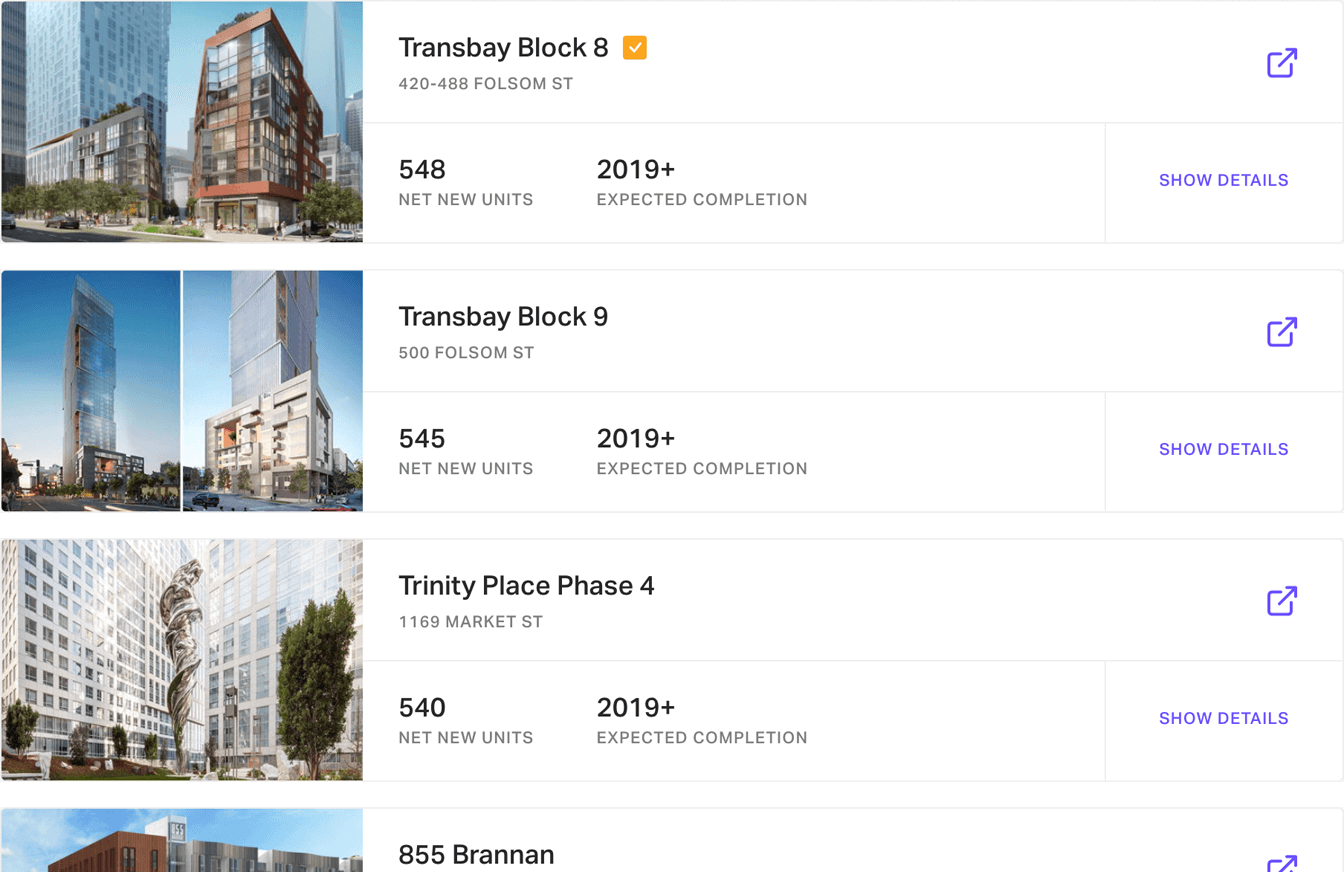 Transbay Block 8
420-488 FOLSOM ST
548
NET NEW UNITS
2019+
EXPECTED COMPLETION
SHOW DETAILS
Transbay Block 9
500 FOLSOM ST
545
NET NEW UNITS
2019+
EXPECTED COMPLETION
SHOW DETAILS
Trinity Place Phase 4
1169 MARKET ST
540
NET NEW UNITS
2019+
EXPECTED COMPLETION
SHOW DETAILS
855
855 Brannan